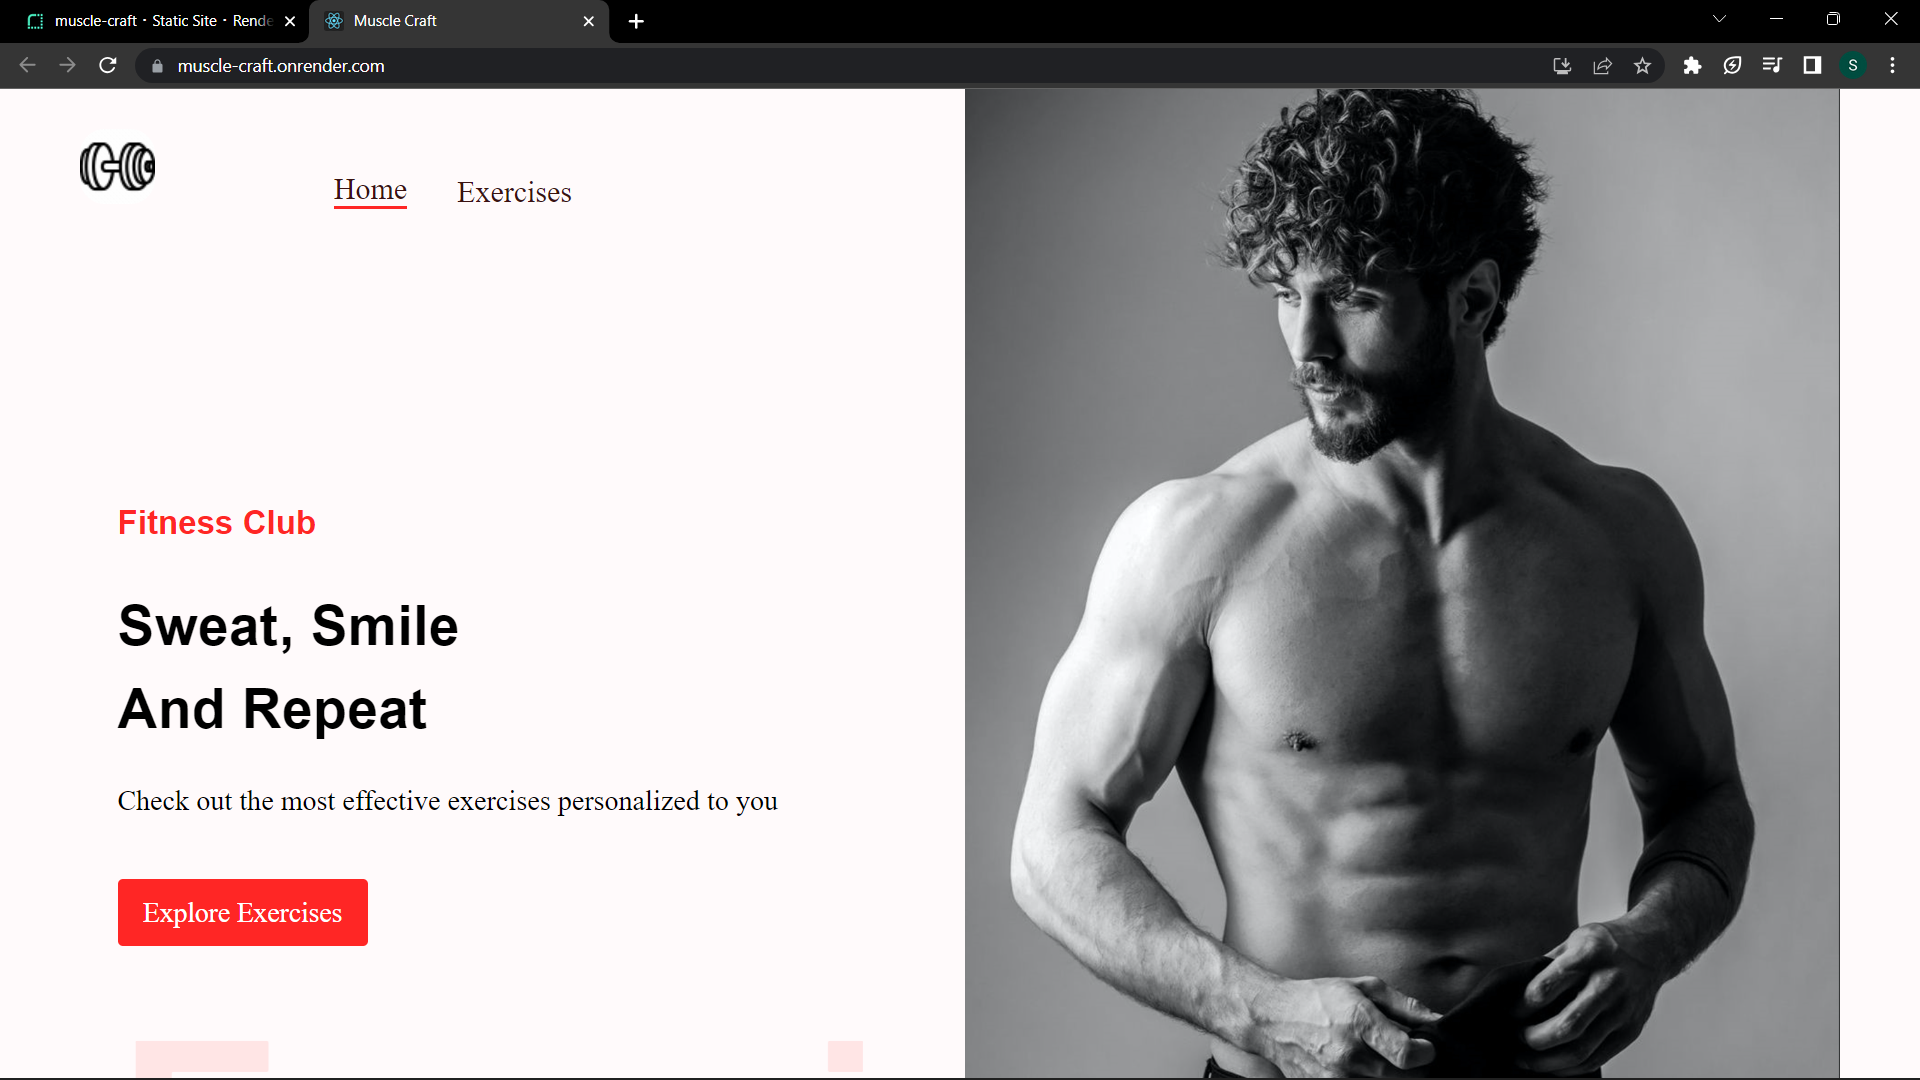 muscle-craft · Static Site · Rende
Muscle Craft
muscle-craft.onrender.com
S
Home
Exercises
Fitness Club
Sweat, Smile
And Repeat
Check out the most effective exercises personalized to you
Explore Exercises